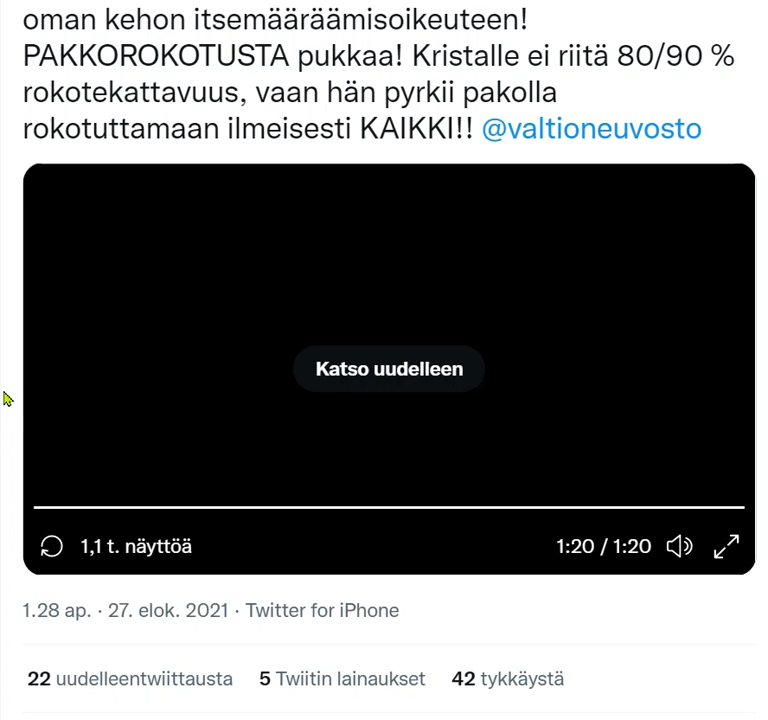 oman kehon itsemääräämisoikeuteen!
PAKKOROKOTUSTA pukkaa! Kristalle ei riitä 80/90 %
rokotekattavuus, vaan hän pyrkii pakolla
rokotuttamaan ilmeisesti KAIKKI!! @valtioneuvosto
Katso uudelleen
1,1 t. näyttöä 1:20 / 1:20
1.28 ap. · 27. elok. 2021 · Twitter for iPhone
22 uudelleentwiittausta 5 Twiitin lainaukset 42 tykkäystä